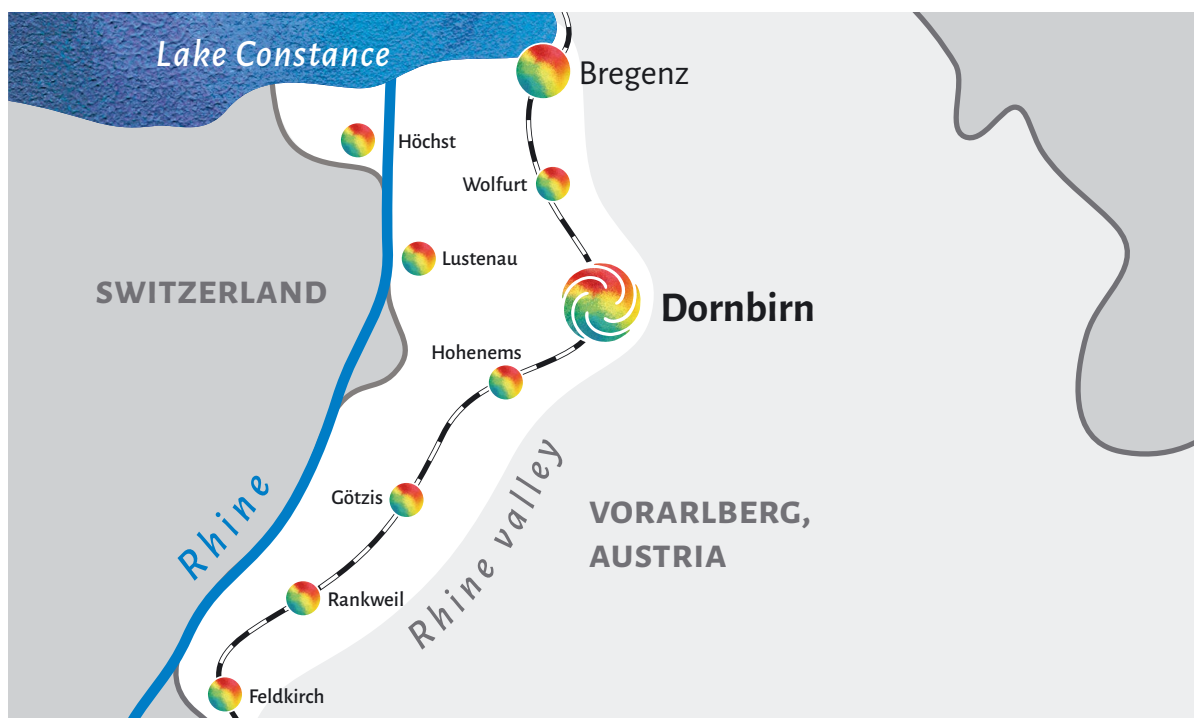 Lake Constance
Bregenz
Höchst
Wolfurt
Lustenau
SWITZERLAND
Dornbirn
Hohenems
Rhine
Götzis
Rhine valley
VORARLBERG,
AUSTRIA
Rankweil
Feldkirch